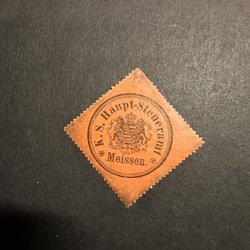 * K. S. Haupt-Steueramt *
Meissen.